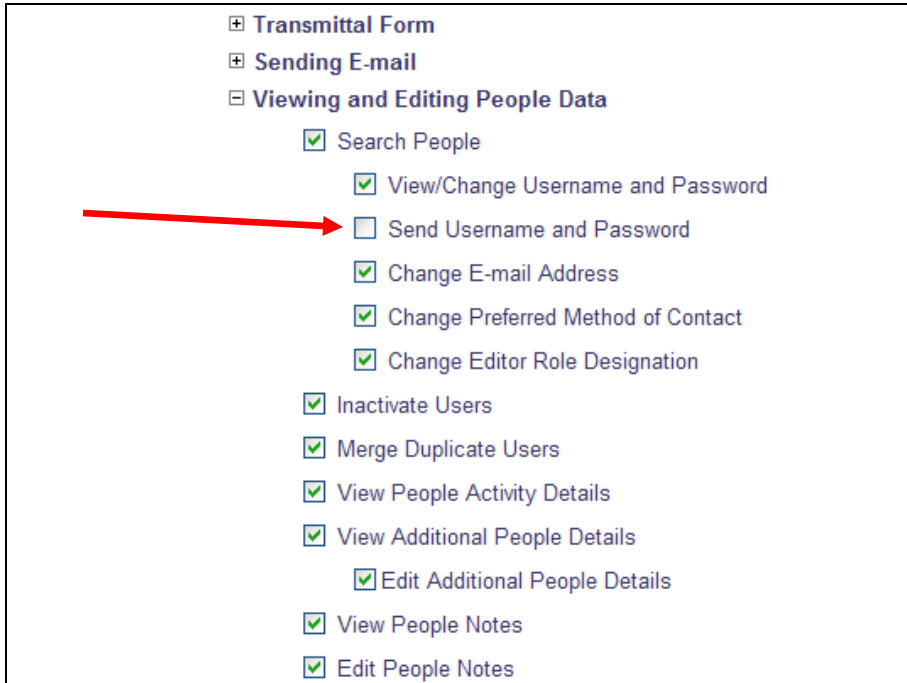 Transmittal Form
Sending E-mail
Viewing and Editing People Data
Search People
View/Change Username and Password
Send Username and Password
Change E-mail Address
Change Preferred Method of Contact
Change Editor Role Designation
Inactivate Users
Merge Duplicate Users
View People Activity Details
View Additional People Details
Edit Additional People Details
View People Notes
Edit People Notes